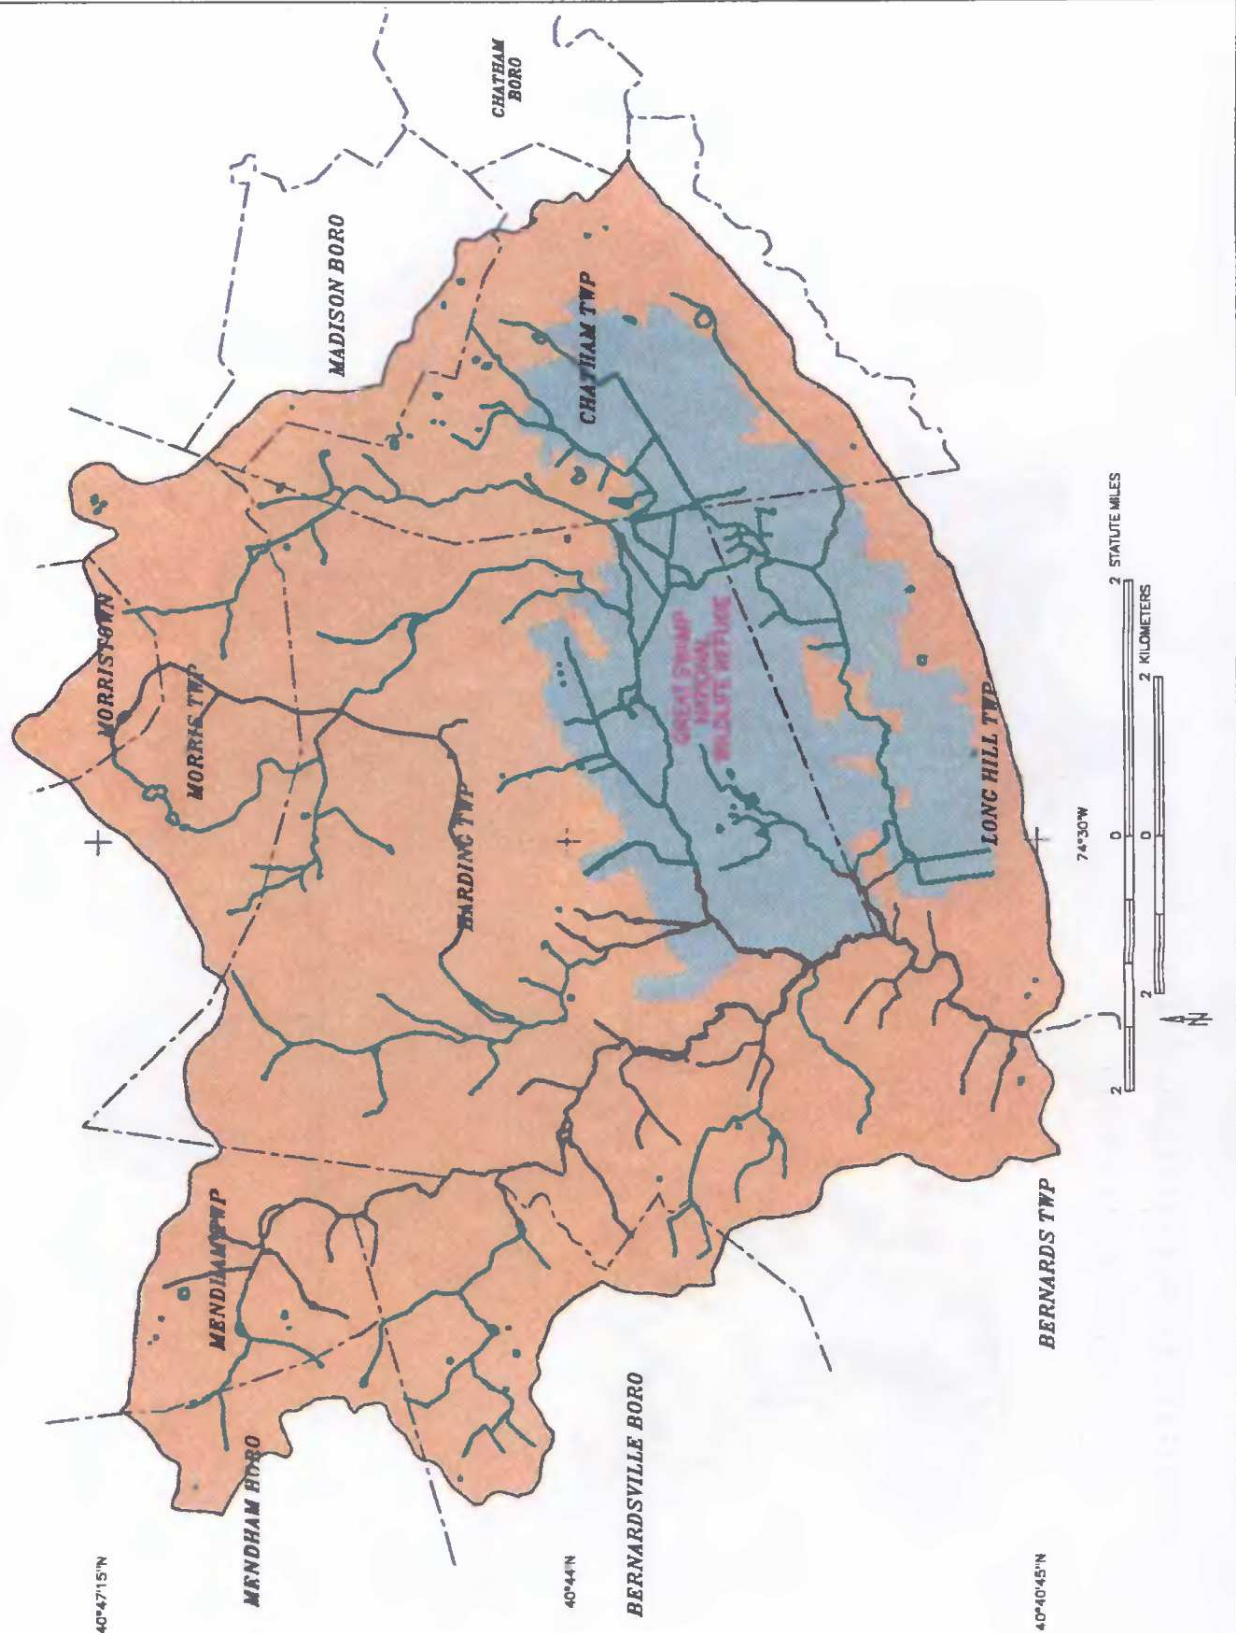 CHATHAM
BORO
MADISON BORO
CHATHAM TWP
MORRISTOWN
MORRIS TWP
HARDING TWP
GREAT SWAMP
NATIONAL
WILDLIFE REFUGE
LONG HILL TWP
MENDHAM TWP
MENDHAM BORO
BERNARDSVILLE BORO
BERNARDS TWP
40°47'15"N
40°44'N
40°40'45"N
74°30'W
2 0 2 STATUTE MILES
2 0 2 KILOMETERS
N